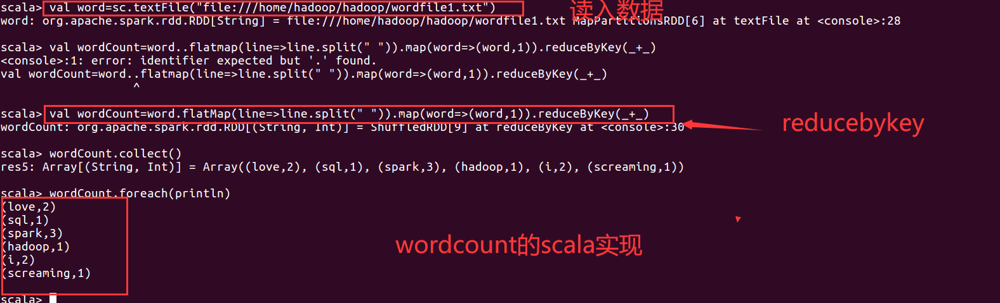 scala> val word=sc.textFile("file:///home/hadoop/hadoop/wordfile1.txt")
读入数据
word: org.apache.spark.rdd.RDD[String] = file:///home/hadoop/hadoop/wordfile1.txt MapPartitionsRDD[6] at textFile at <console>:28
scala> val wordCount=word..flatmap(line=>line.split(" ")).map(word=>(word,1)).reduceByKey(_+_)
<console>:1: error: identifier expected but '.' found.
val wordCount=word..flatmap(line=>line.split(" ")).map(word=>(word,1)).reduceByKey(_+_)
^
scala> val wordCount=word.flatMap(line=>line.split(" ")).map(word=>(word,1)).reduceByKey(_+_)
wordCount: org.apache.spark.rdd.RDD[(String, Int)] = ShuffledRDD[9] at reduceByKey at <console>:30
reducebykey
scala> wordCount.collect()
res5: Array[(String, Int)] = Array((love,2), (sql,1), (spark,3), (hadoop,1), (i,2), (screaming,1))
scala> wordCount.foreach(println)
(love,2)
(sql,1)
(spark,3)
(hadoop,1)
(i,2)
(screaming,1)
wordcount的scala实现
scala>